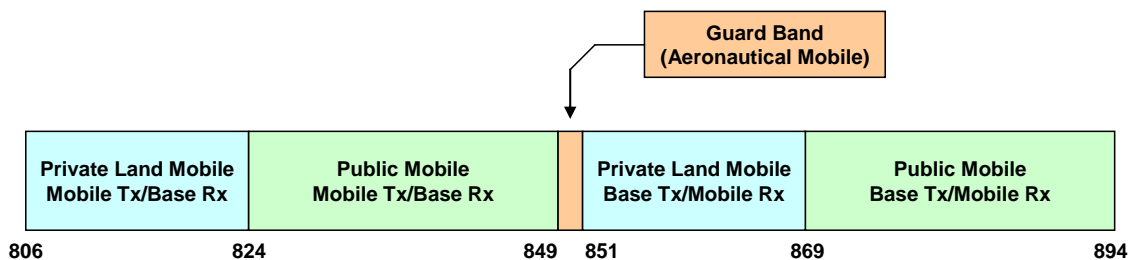 Guard Band
(Aeronautical Mobile)
Private Land Mobile
Mobile Tx/Base Rx
Public Mobile
Mobile Tx/Base Rx
Private Land Mobile
Base Tx/Mobile Rx
Public Mobile
Base Tx/Mobile Rx
806
824
849
851
869
894